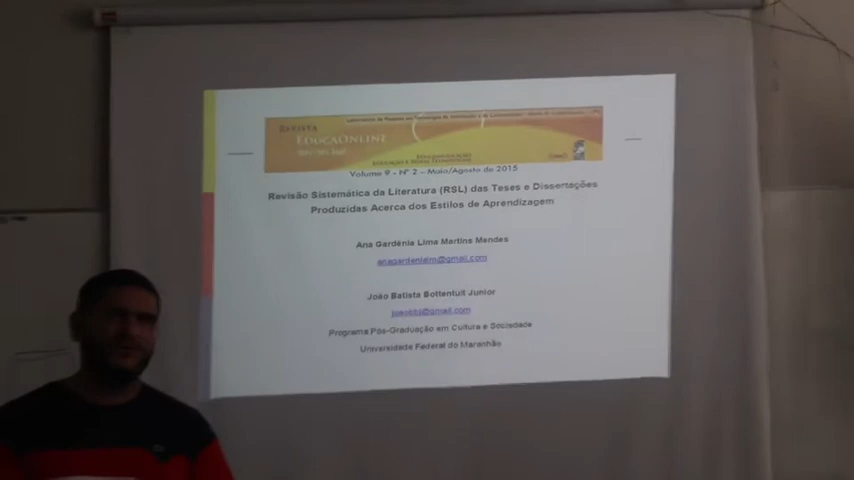 REVISTA
EDUCAONLINE
Volume 9 - Nº 2 – Maio/Agosto de 2015
Revisão Sistemática da Literatura (RSL) das Teses e Dissertações
Produzidas Acerca dos Estilos de Aprendizagem
Ana Gardênia Lima Martins Mendes
anagardenialm@gmail.com
João Batista Bottentuit Junior
joaobbj@gmail.com
Programa Pós-Graduação em Cultura e Sociedade
Universidade Federal do Maranhão